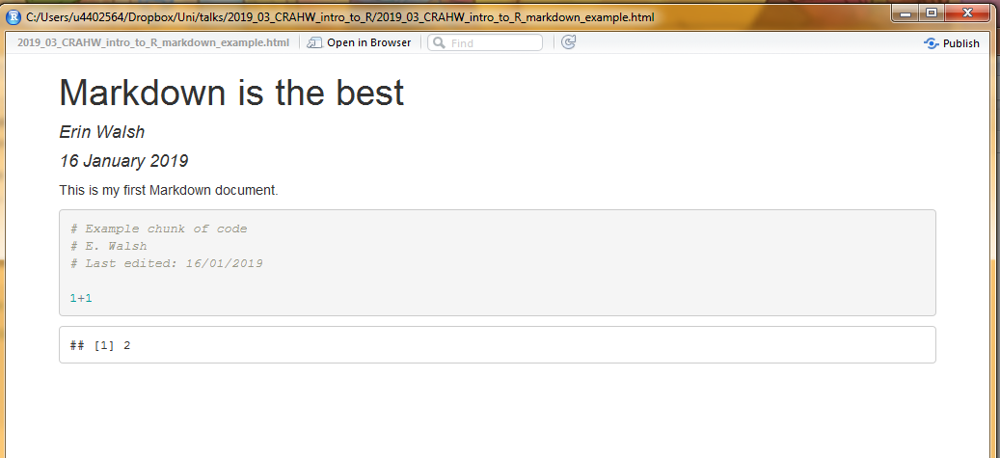 C:/Users/u4402564/Dropbox/Uni/talks/2019_03_CRAHW_intro_to_R/2019_03_CRAHW_intro_to_R_markdown_example.html
2019_03_CRAHW_intro_to_R_markdown_example.html Open in Browser Find Publish
Markdown is the best
Erin Walsh
16 January 2019
This is my first Markdown document.
# Example chunk of code
# E. Walsh
# Last edited: 16/01/2019
1+1
## [1] 2